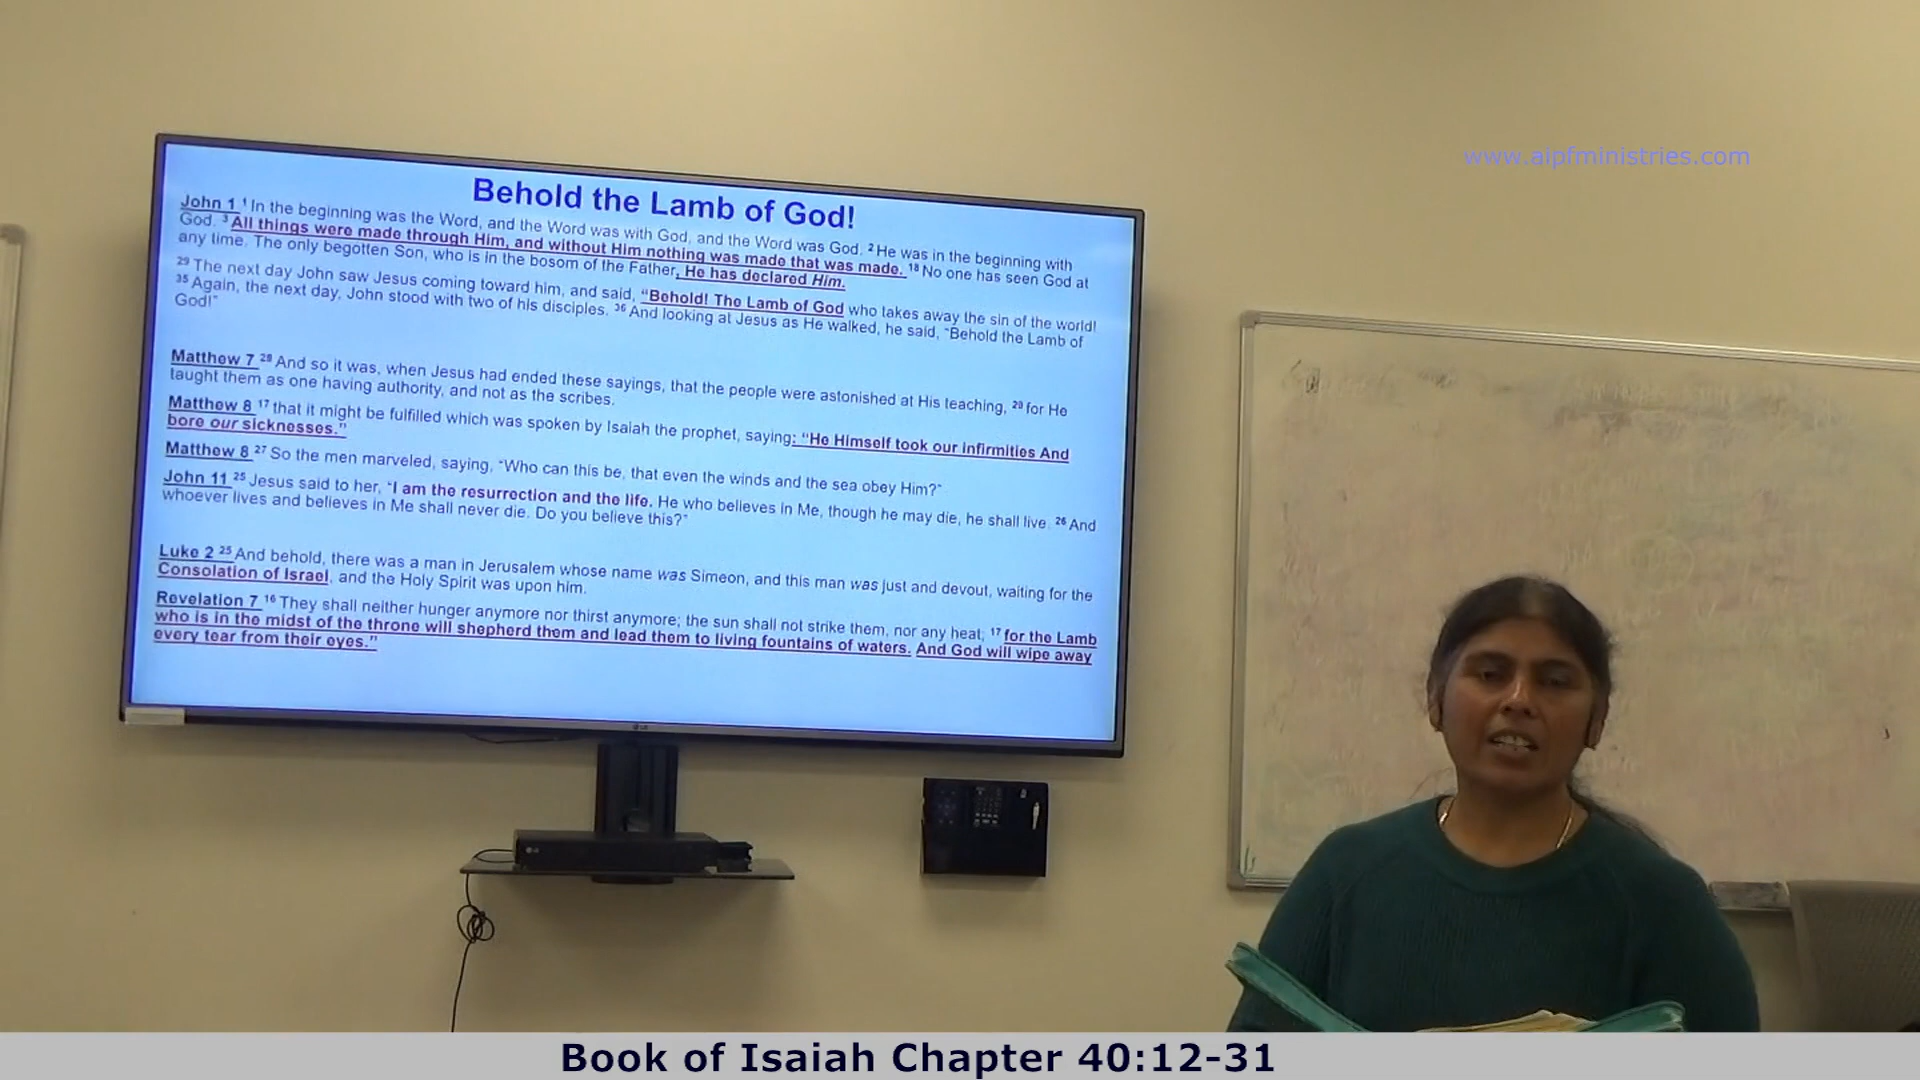 www.aipfministries.com
Behold the Lamb of God!
John 1 1 In the beginning was the Word, and the Word was with God, and the Word was God. 2 He was in the beginning with
God. 3 All things were made through Him, and without Him nothing was made that was made. 18 No one has seen God at
any time. The only begotten Son, who is in the bosom of the Father, He has declared Him.
29 The next day John saw Jesus coming toward him, and said, "Behold! The Lamb of God who takes away the sin of the world!
35 Again, the next day, John stood with two of his disciples. 36 And looking at Jesus as He walked, he said, "Behold the Lamb of
God!"
Matthew 7 28 And so it was, when Jesus had ended these sayings, that the people were astonished at His teaching, 29 for He
taught them as one having authority, and not as the scribes.
Matthew 8 17 that it might be fulfilled which was spoken by Isaiah the prophet, saying: "He Himself took our infirmities And
bore our sicknesses."
Matthew 8 27 So the men marveled, saying, "Who can this be, that even the winds and the sea obey Him?"
John 11 25 Jesus said to her, "I am the resurrection and the life. He who believes in Me, though he may die, he shall live. 26 And
whoever lives and believes in Me shall never die. Do you believe this?"
Luke 2 25 And behold, there was a man in Jerusalem whose name was Simeon, and this man was just and devout, waiting for the
Consolation of Israel, and the Holy Spirit was upon him.
Revelation 7 16 They shall neither hunger anymore nor thirst anymore; the sun shall not strike them, nor any heat; 17 for the Lamb
who is in the midst of the throne will shepherd them and lead them to living fountains of waters. And God will wipe away
every tear from their eyes."
LG
LG
Book of Isaiah Chapter 40:12-31